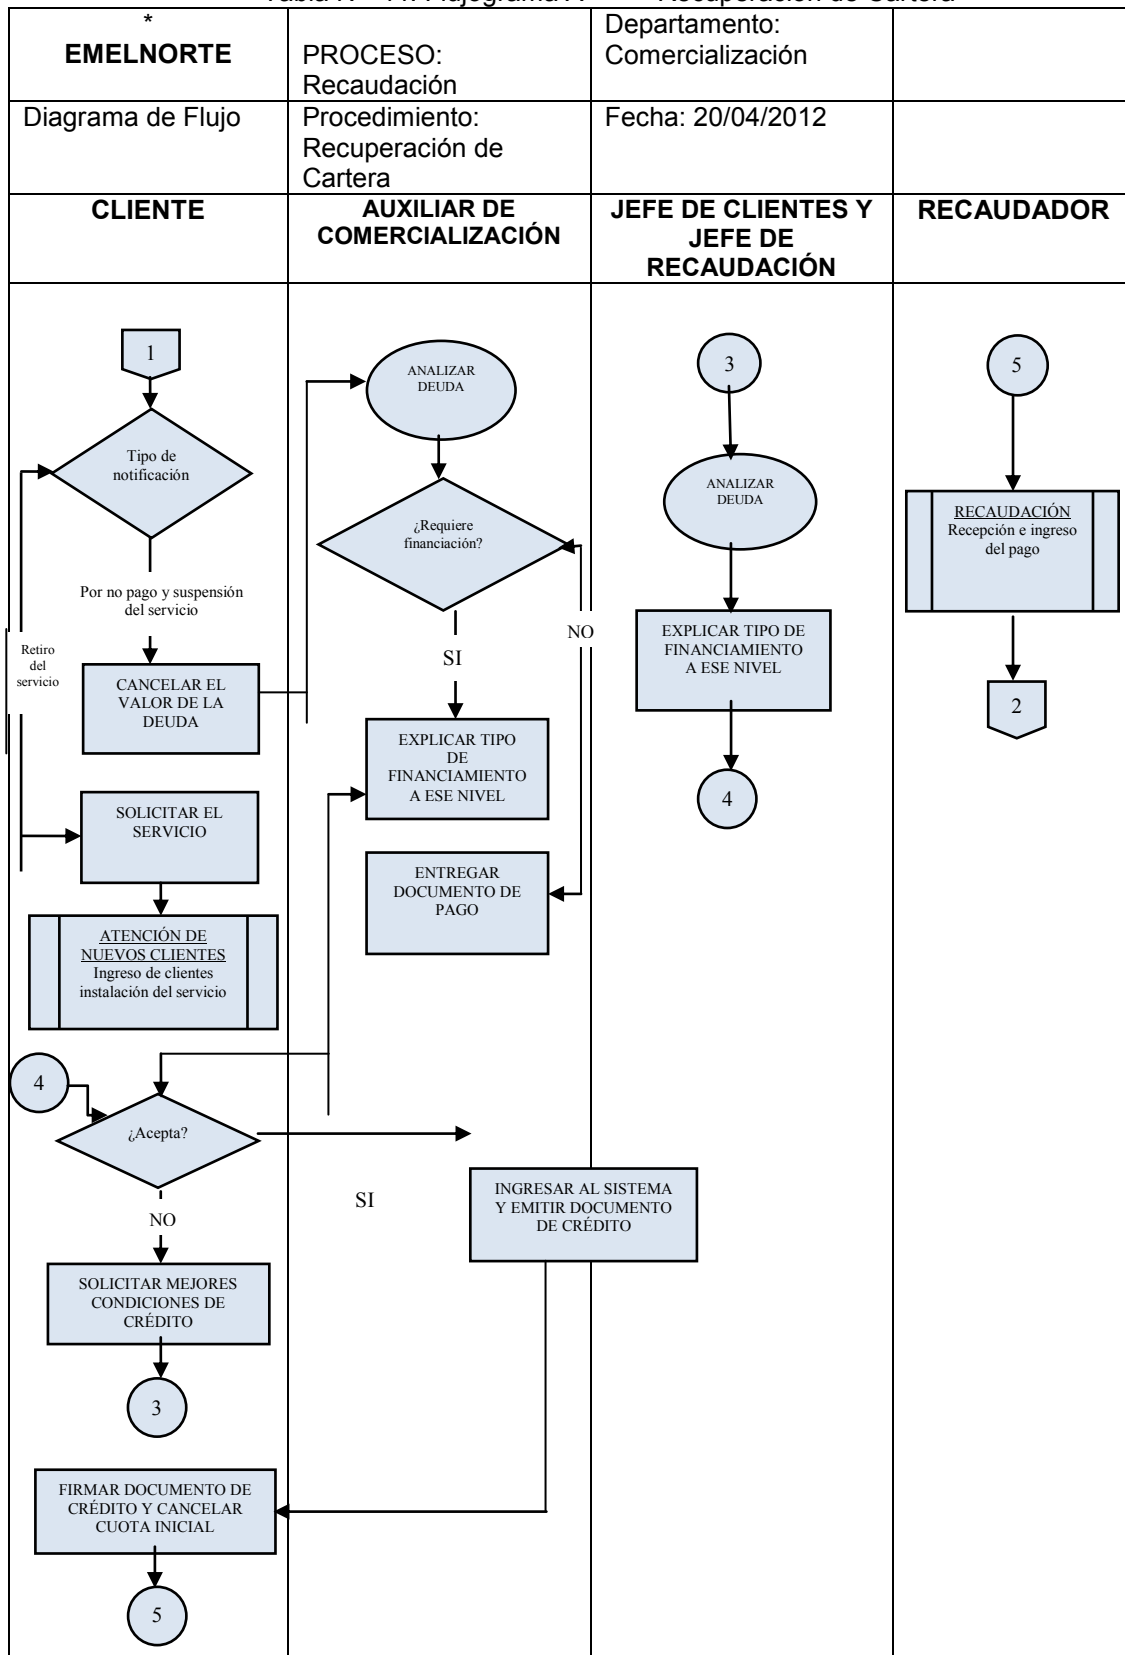 *
EMELNORTE
PROCESO:
Recaudación
Departamento:
Comercialización
Diagrama de Flujo
Procedimiento:
Recuperación de
Cartera
Fecha: 20/04/2012
CLIENTE
AUXILIAR DE
COMERCIALIZACIÓN
JEFE DE CLIENTES Y
JEFE DE
RECAUDACIÓN
RECAUDADOR
1
Tipo de
notificación
Por no pago y suspensión
del servicio
Retiro
del
servicio
CANCELAR EL
VALOR DE LA
DEUDA
SOLICITAR EL
SERVICIO
ATENCIÓN DE
NUEVOS CLIENTES
Ingreso de clientes
instalación del servicio
4
¿Acepta?
NO
SOLICITAR MEJORES
CONDICIONES DE
CRÉDITO
3
FIRMAR DOCUMENTO DE
CRÉDITO Y CANCELAR
CUOTA INICIAL
5
ANALIZAR
DEUDA
¿Requiere
financiación?
SI
NO
EXPLICAR TIPO
DE
FINANCIAMIENTO
A ESE NIVEL
ENTREGAR
DOCUMENTO DE
PAGO
SI
INGRESAR AL SISTEMA
Y EMITIR DOCUMENTO
DE CRÉDITO
3
ANALIZAR
DEUDA
EXPLICAR TIPO DE
FINANCIAMIENTO
A ESE NIVEL
4
5
RECAUDACIÓN
Recepción e ingreso
del pago
2